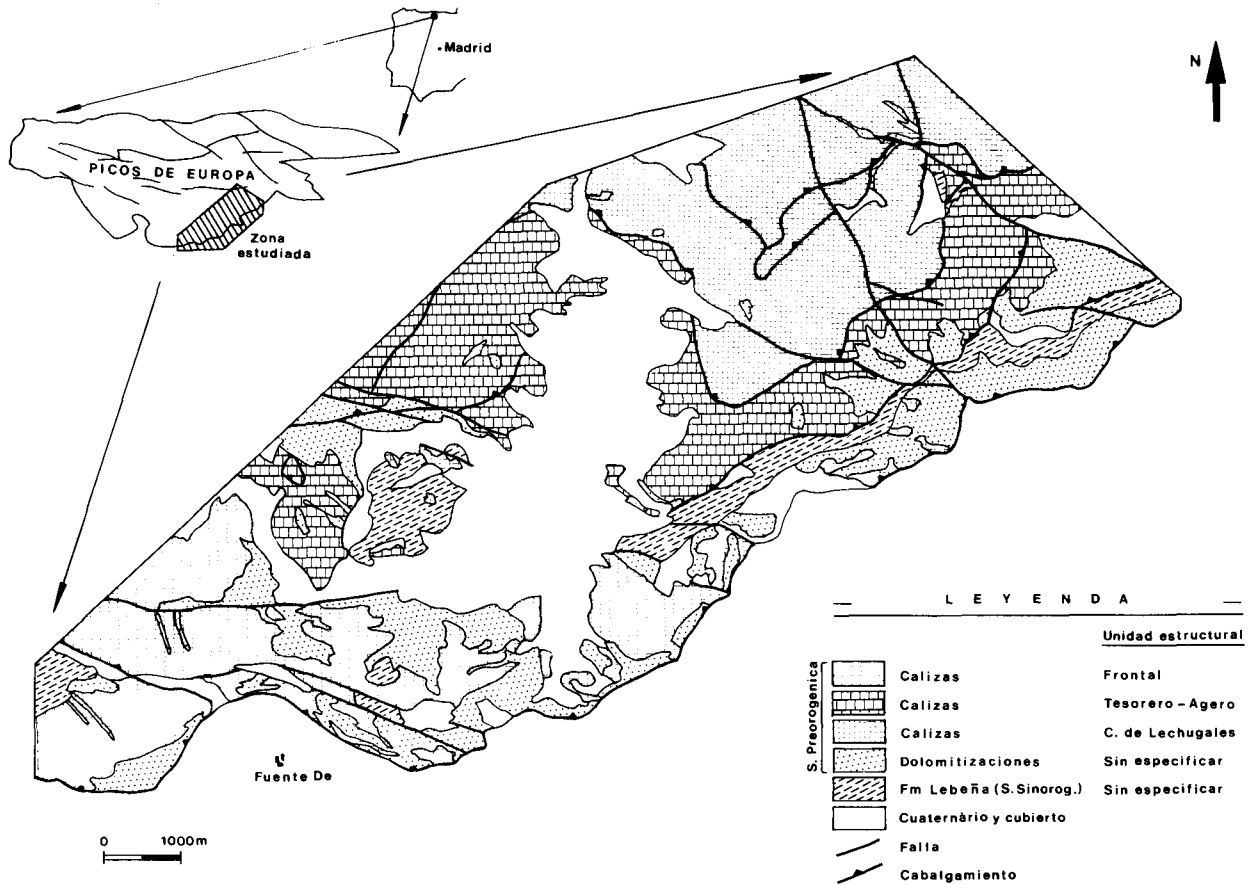 Madrid
N
PICOS DE EUROPA
Zona
estudiada
Fuente De
0 1000m
LEYENDA
Unidad estructural
S. Preorogenica
Calizas Frontal
Calizas Tesorero - Agero
Calizas C. de Lechugales
Dolomitizaciones Sin especificar
Fm Lebeña (S. Sinorog.) Sin especificar
Cuaternàrio y cubierto
Falla
Cabalgamiento